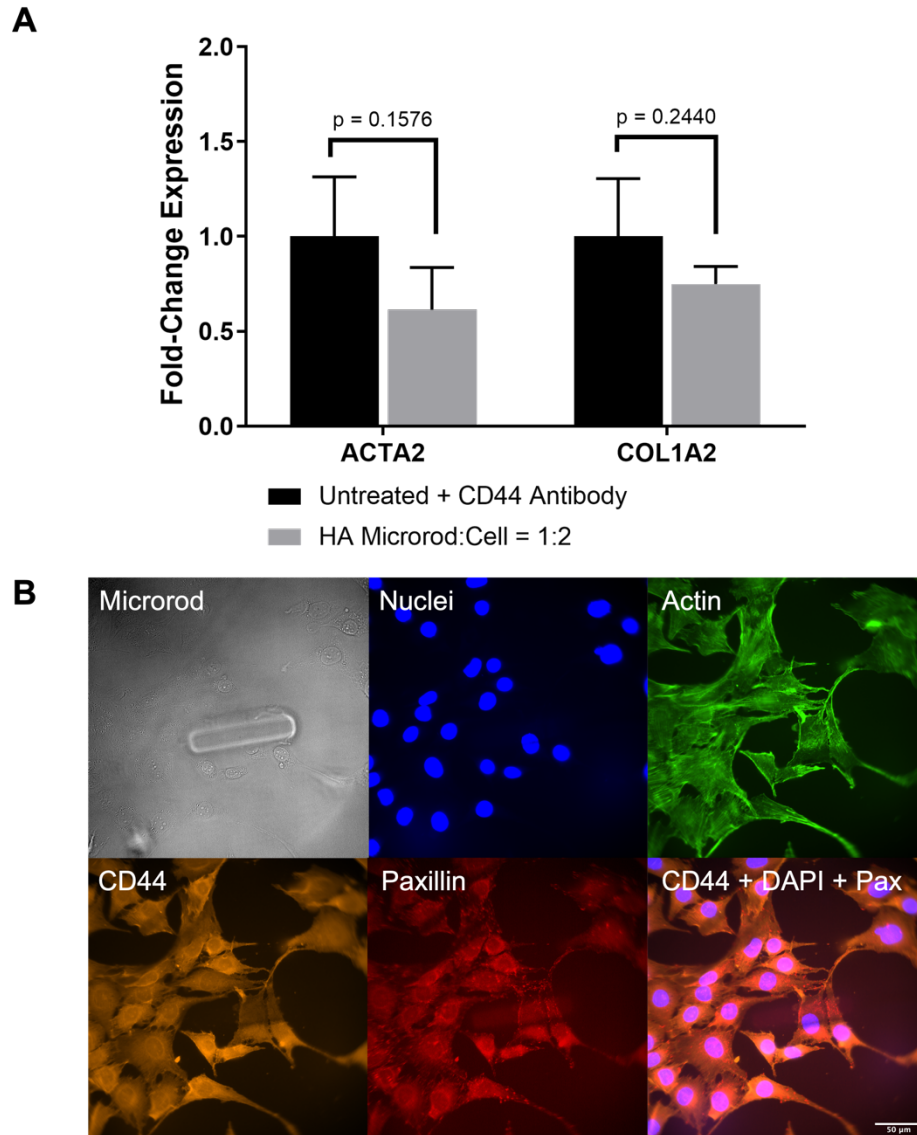 A
2.0
1.5
1.0
0.5
0.0
Fold-Change Expression
p = 0.1576
p = 0.2440
ACTA2
COL1A2
Untreated + CD44 Antibody
HA Microrod:Cell = 1:2
B
Microrod
Nuclei
Actin
CD44
Paxillin
CD44 + DAPI + Pax
50 µm